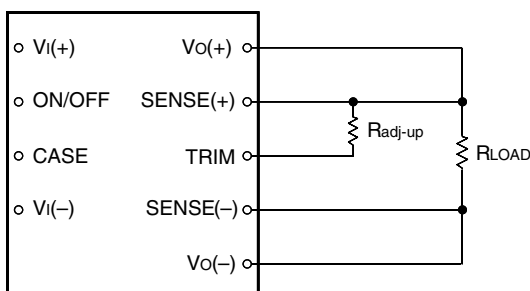 VI(+) VO(+)
ON/OFF SENSE(+)
Radj-up
CASE TRIM
RLOAD
VI(–) SENSE(–)
VO(–)